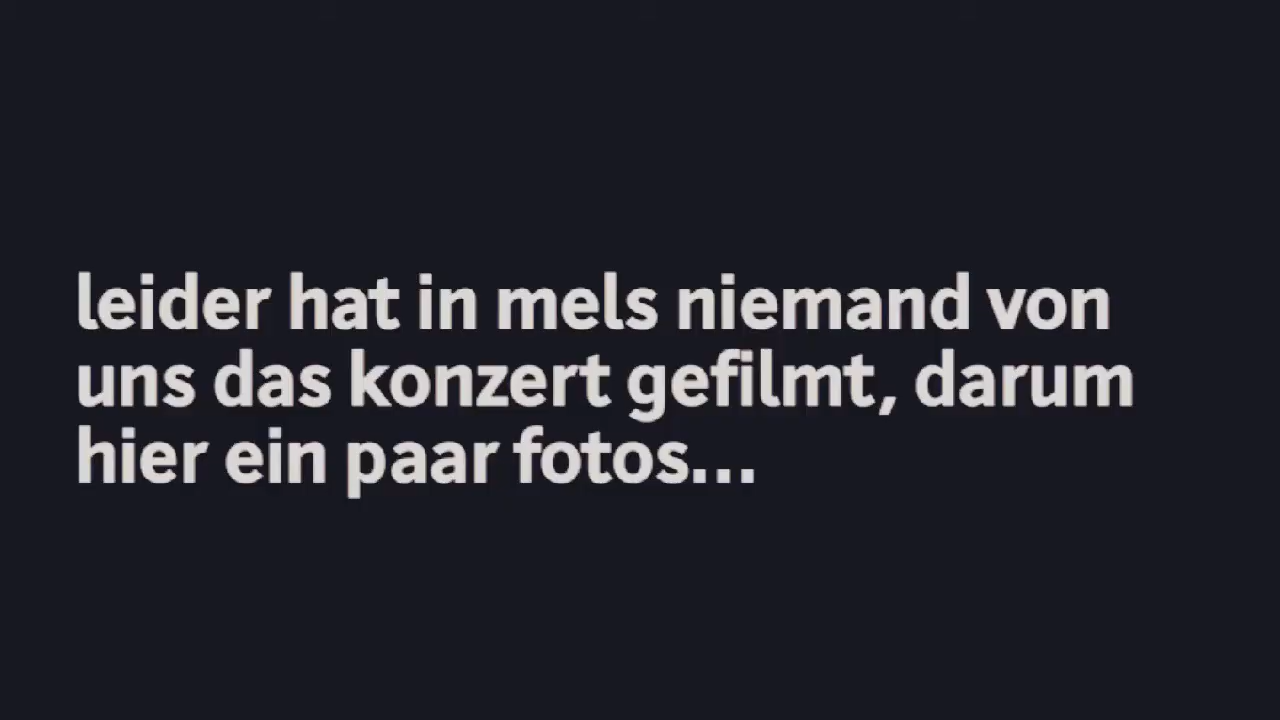 leider hat in mels niemand von
uns das konzert gefilmt, darum
hier ein paar fotos...